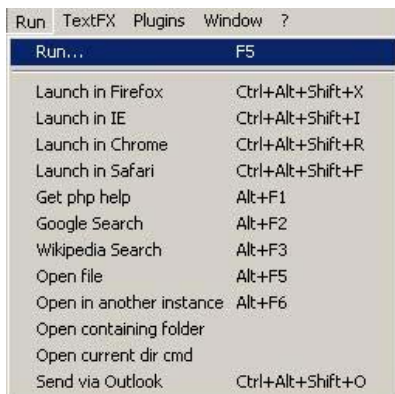 Run TextFX Plugins Window ?
Run... F5
Launch in Firefox Ctrl+Alt+Shift+X
Launch in IE Ctrl+Alt+Shift+I
Launch in Chrome Ctrl+Alt+Shift+R
Launch in Safari Ctrl+Alt+Shift+F
Get php help Alt+F1
Google Search Alt+F2
Wikipedia Search Alt+F3
Open file Alt+F5
Open in another instance Alt+F6
Open containing folder
Open current dir cmd
Send via Outlook Ctrl+Alt+Shift+O